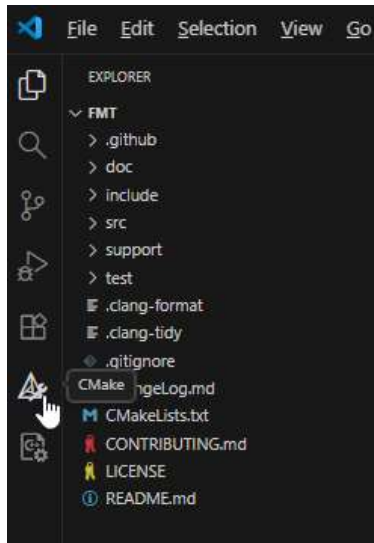 File Edit Selection View Go
EXPLORER
FMT
.github
doc
include
src
support
test
.clang-format
.clang-tidy
.gitignore
CMake
ngeLog.md
CMakeLists.txt
CONTRIBUTING.md
LICENSE
README.md